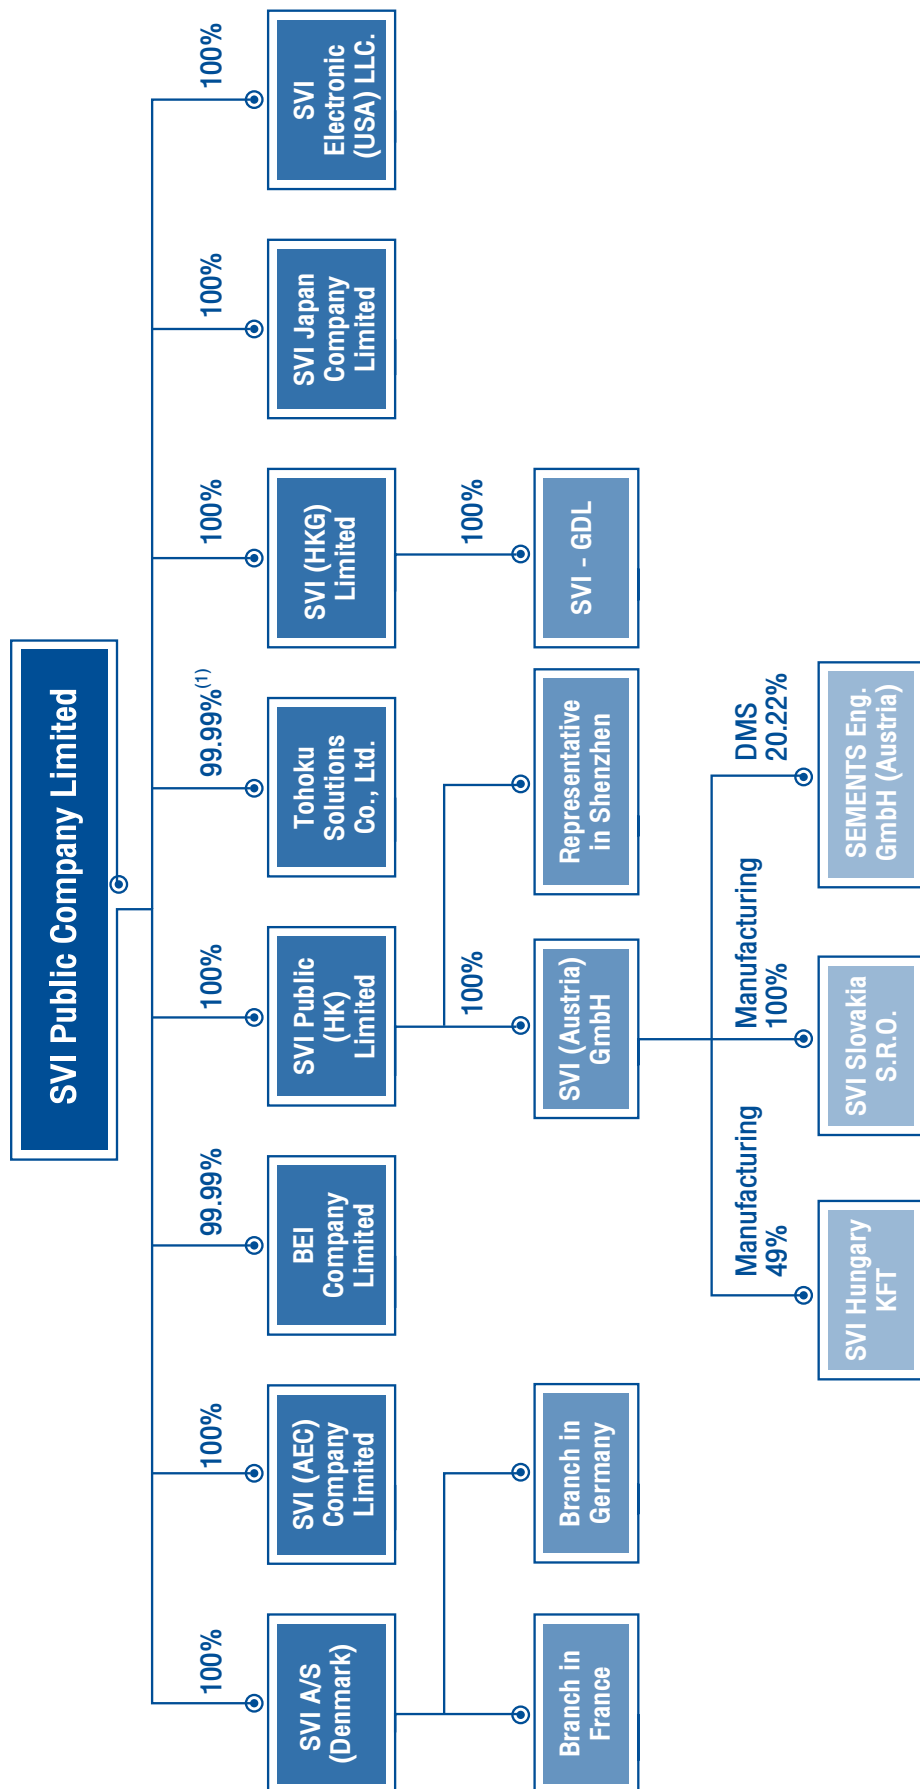 SVI Public Company Limited
100%
100%
99.99%
100%
99.99%(1)
100%
100%
100%
SVI A/S
(Denmark)
SVI (AEC)
Company
Limited
BEI
Company
Limited
SVI Public
(HK)
Limited
Tohoku
Solutions
Co., Ltd.
SVI (HKG)
Limited
SVI Japan
Company
Limited
SVI
Electronic
(USA) LLC.
100%
100%
Branch in
France
Branch in
Germany
SVI (Austria)
GmbH
Representative
in Shenzhen
SVI - GDL
Manufacturing
49%
Manufacturing
100%
DMS
20.22%
SVI Hungary
KFT
SVI Slovakia
S.R.O.
SEMENTS Eng.
GmbH (Austria)